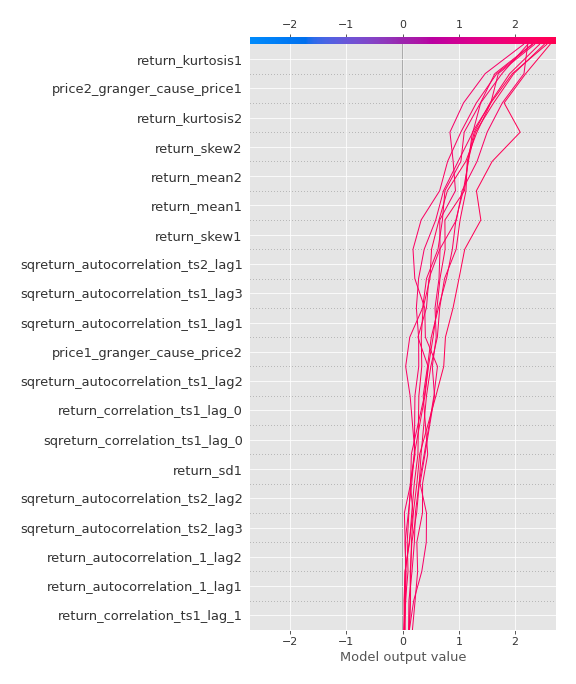 −2 −1 0 1 2
return_kurtosis1
price2_granger_cause_price1
return_kurtosis2
return_skew2
return_mean2
return_mean1
return_skew1
sqreturn_autocorrelation_ts2_lag1
sqreturn_autocorrelation_ts1_lag3
sqreturn_autocorrelation_ts1_lag1
price1_granger_cause_price2
sqreturn_autocorrelation_ts1_lag2
return_correlation_ts1_lag_0
sqreturn_correlation_ts1_lag_0
return_sd1
sqreturn_autocorrelation_ts2_lag2
sqreturn_autocorrelation_ts2_lag3
return_autocorrelation_1_lag2
return_autocorrelation_1_lag1
return_correlation_ts1_lag_1
−2 −1 0 1 2
Model output value